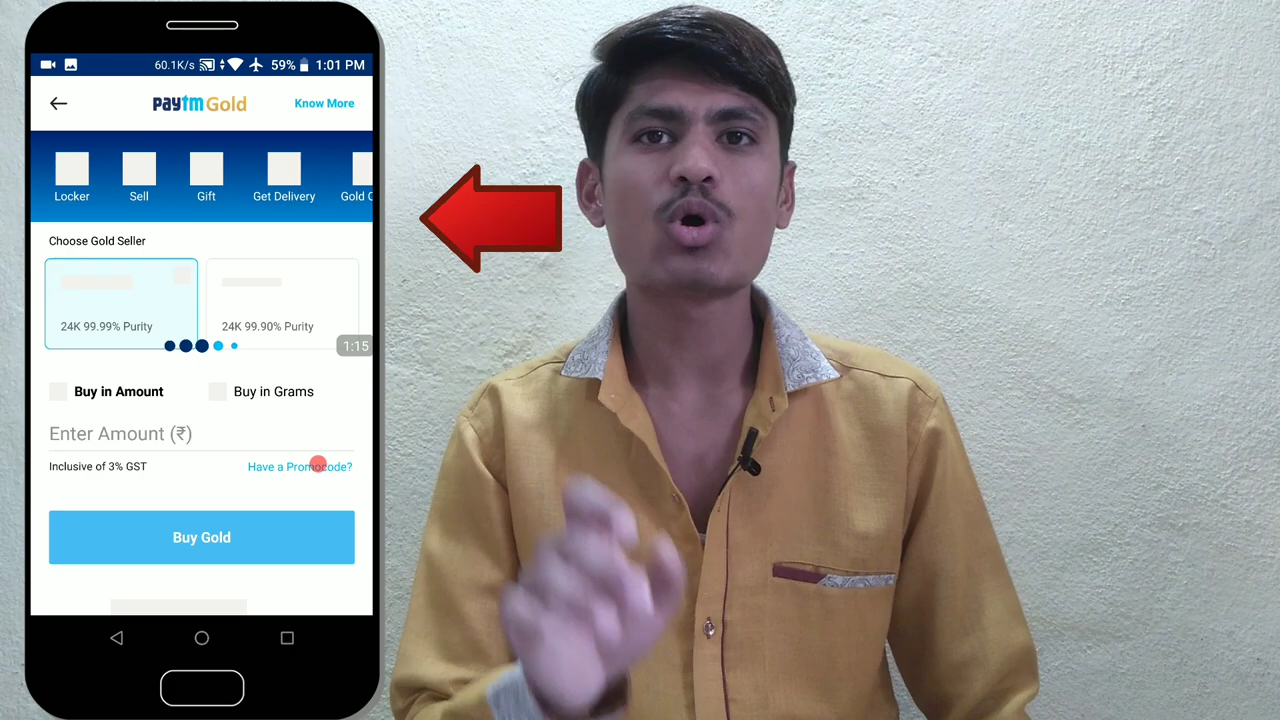 60.1K/s 59% 1:01 PM
paytm Gold Know More
Locker Sell Gift Get Delivery Gold
Choose Gold Seller
24K 99.99% Purity 24K 99.90% Purity
1:15
Buy in Amount Buy in Grams
Enter Amount (₹)
Inclusive of 3% GST Have a Promocode?
Buy Gold